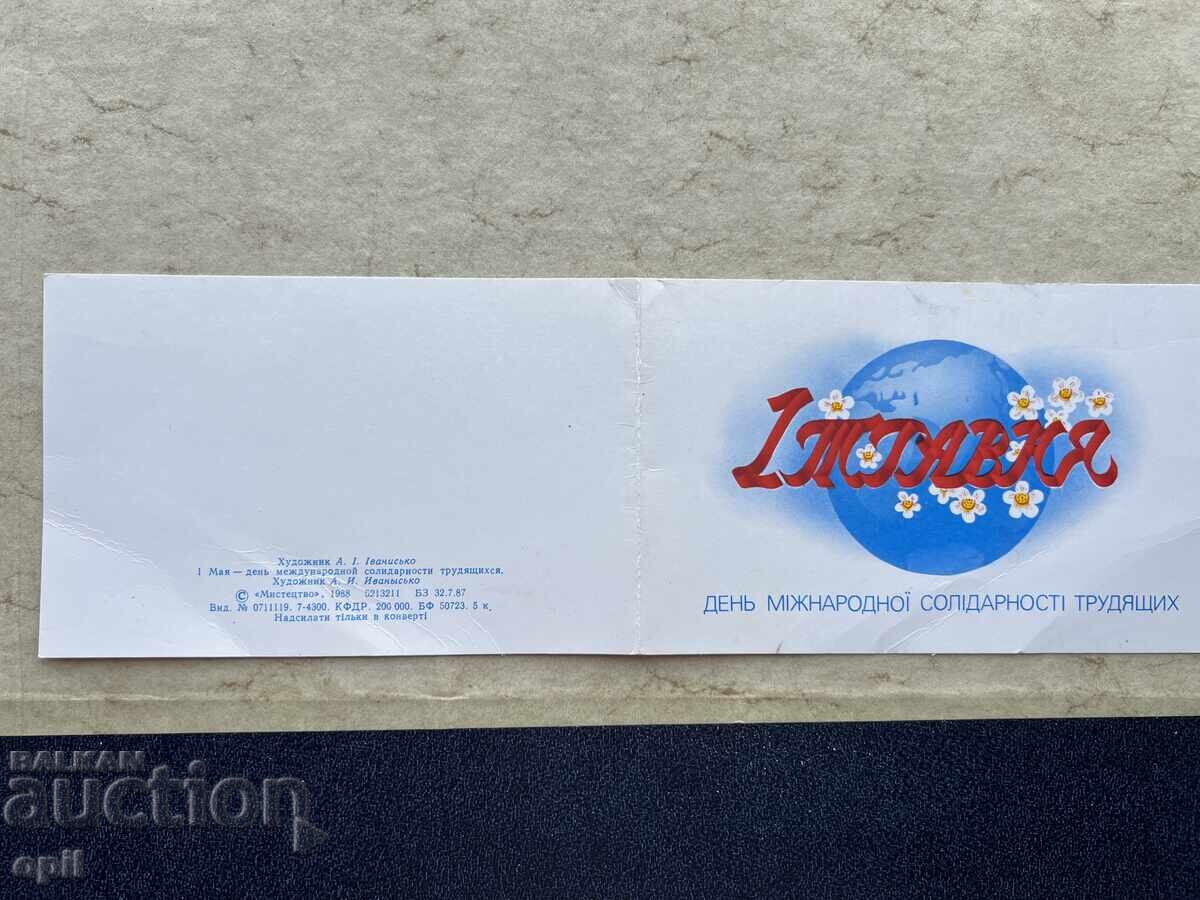 Художник А. І. Іванисько
1 Мая — день международной солидарности трудящихся.
Художник А. И. Иванысько
© «Мистецтво», 1988 6213211 БЗ 32.7.87
Вид. № 0711119. 7-4300. КФДР. 200 000. БФ 50723. 5 к.
Надсилати тільки в конверті
1 ТРАВНЯ
ДЕНЬ МІЖНАРОДНОЇ СОЛІДАРНОСТІ ТРУДЯЩИХ
BALKAN
auction
opil